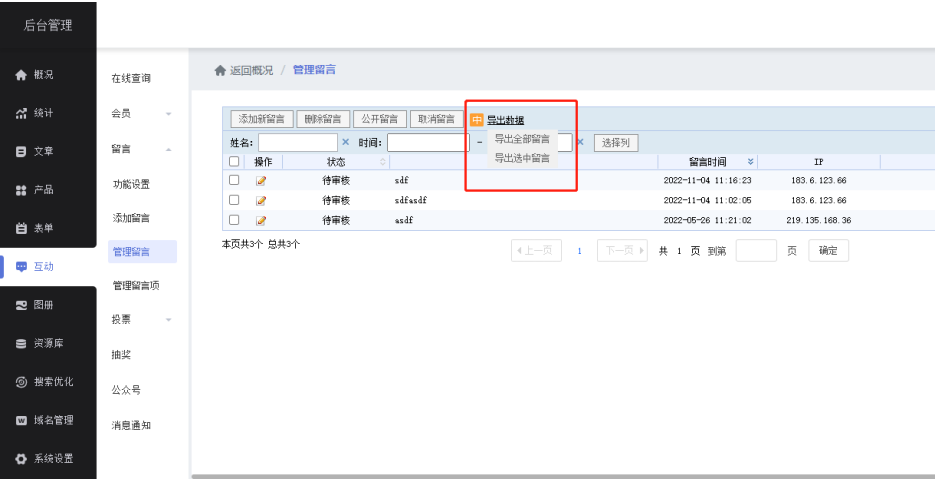 后台管理
概况
统计
文章
产品
表单
互动
图册
资源库
搜索优化
域名管理
系统设置
在线查询
会员
留言
功能设置
添加留言
管理留言
管理留言项
投票
抽奖
公众号
消息通知
返回概况 / 管理留言
添加新留言 删除留言 公开留言 取消留言 中 导出数据
导出全部留言
导出选中留言
姓名: × 时间: - × 选择列
操作 状态 留言时间 IP
待审核 sdf 2022-11-04 11:16:23 183.6.123.66
待审核 sdfasdf 2022-11-04 11:02:05 183.6.123.66
待审核 asdf 2022-05-26 11:21:02 219.135.168.36
本页共3个 总共3个 上一页 1 下一页 共 1 页 到第 页 确定